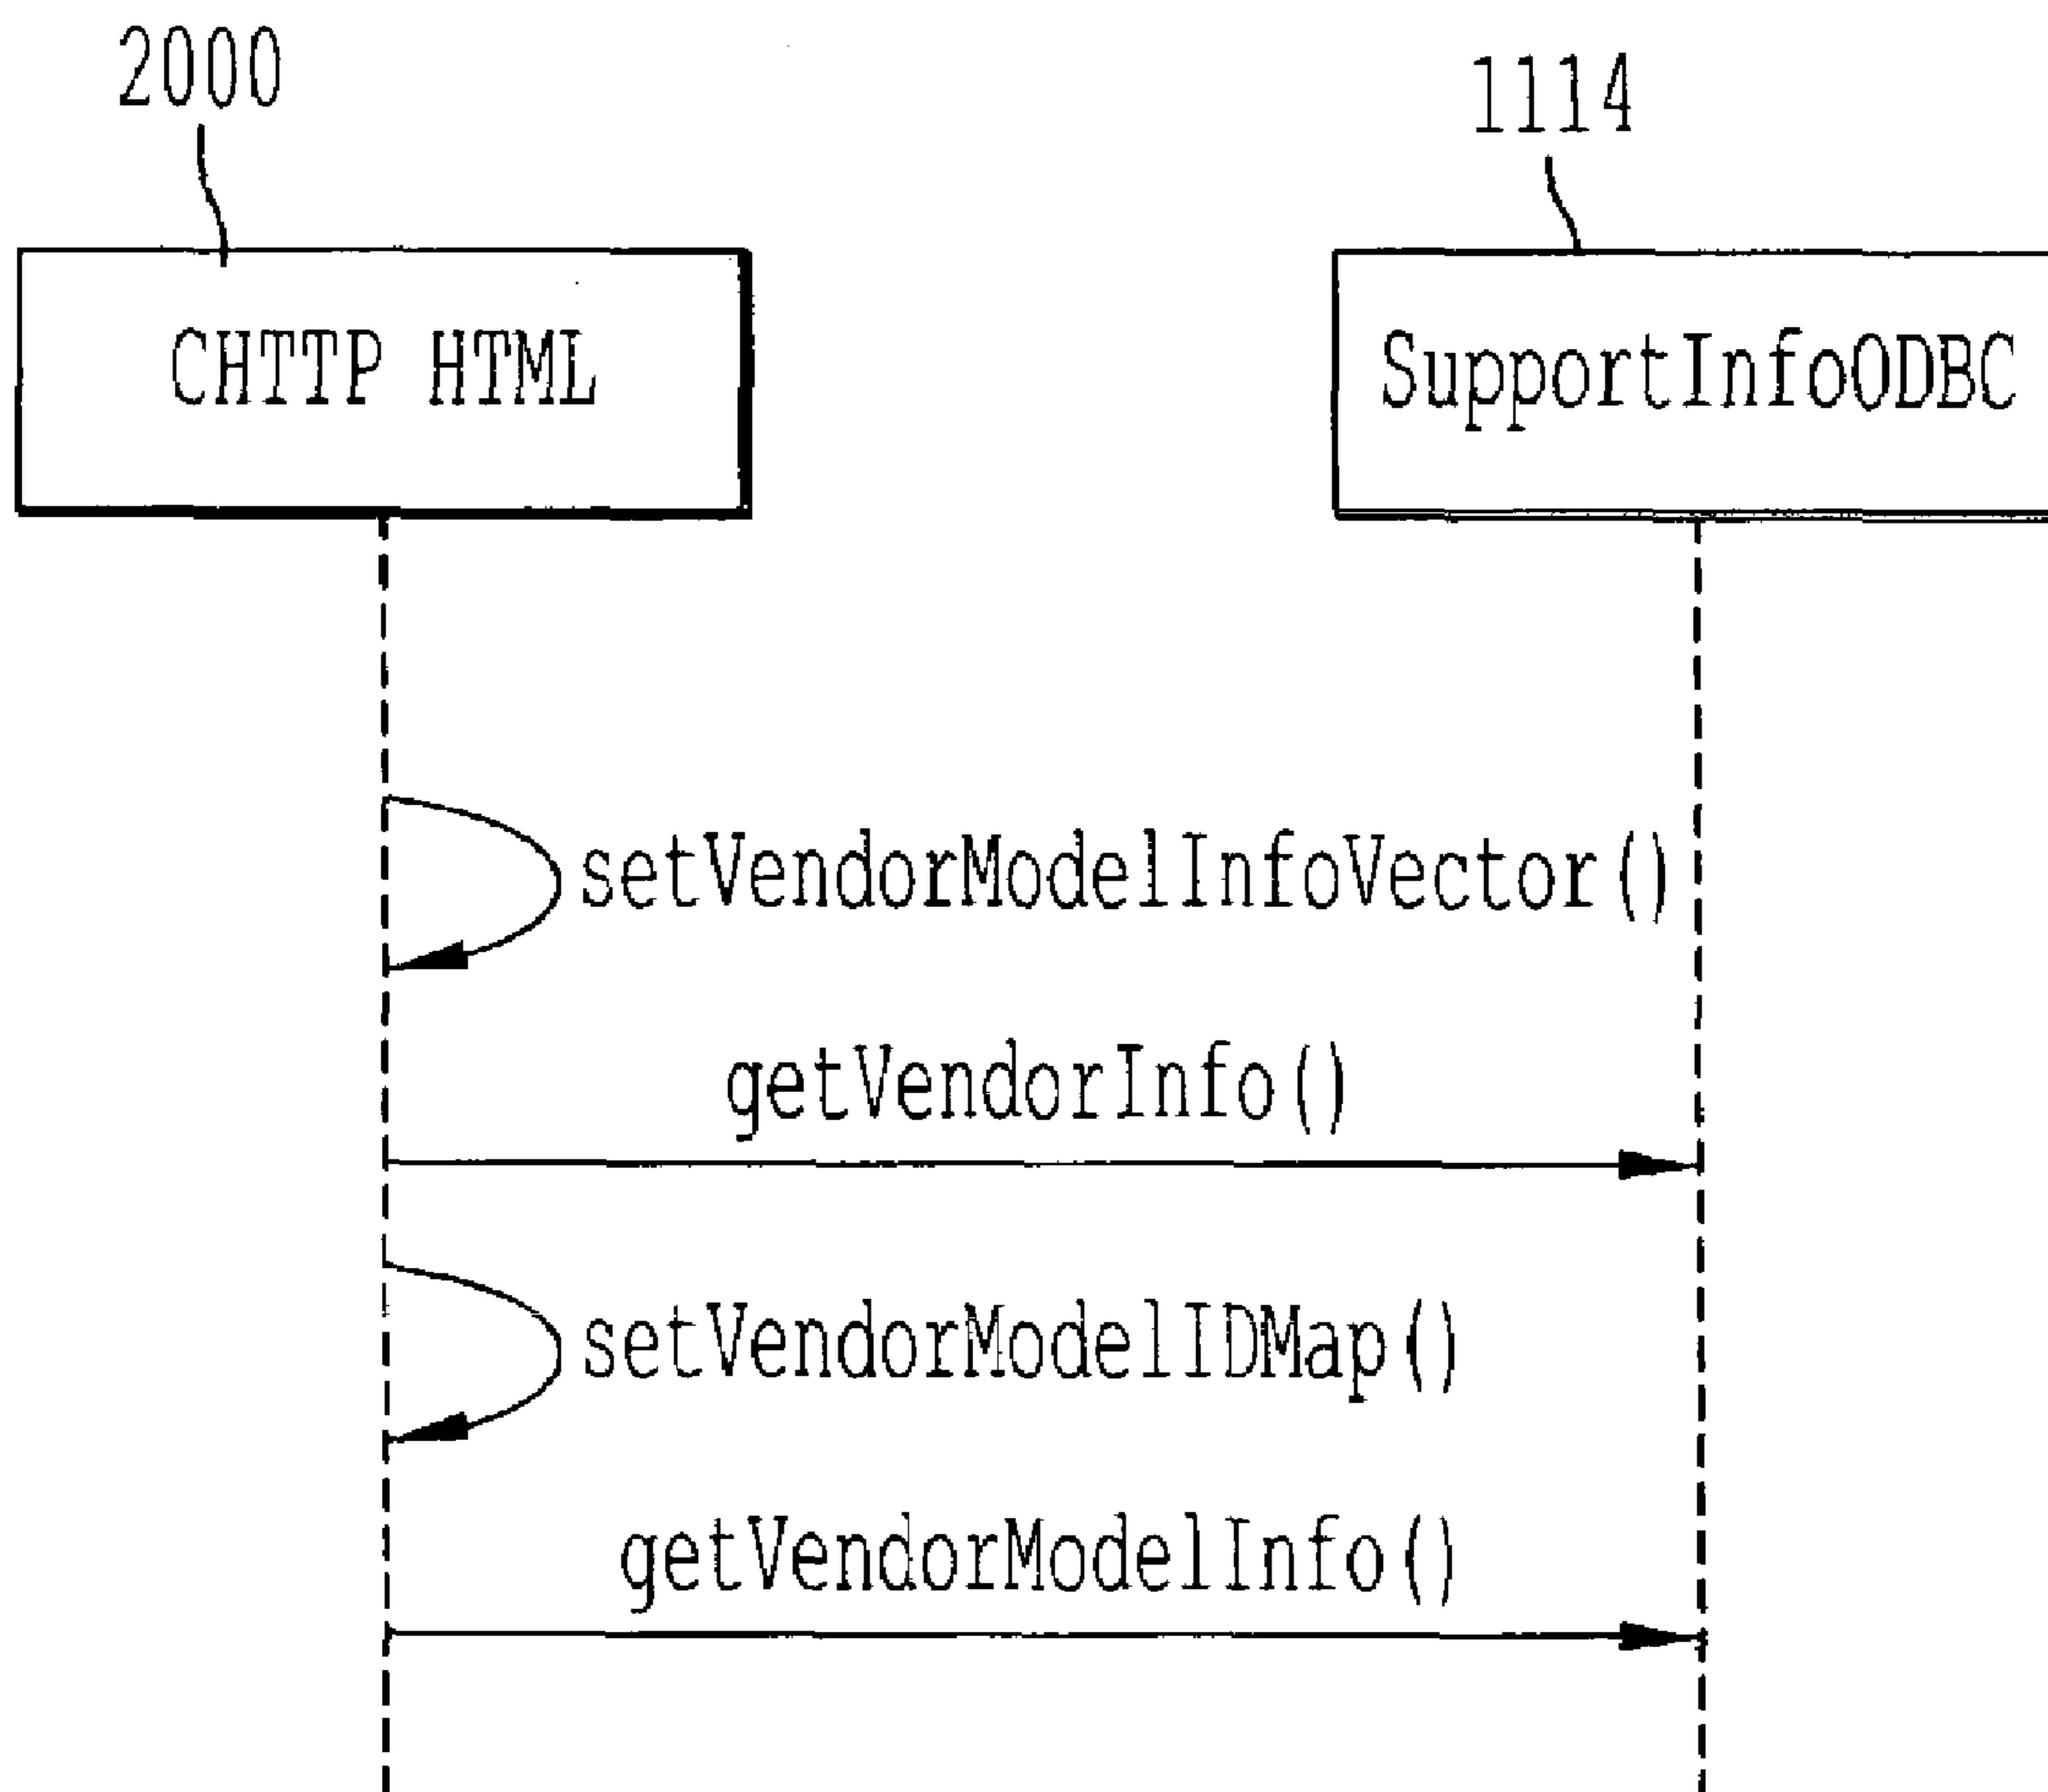 2000
1114
CHTTP HTML
SupportInfoODBC
setVendorModelInfoVector()
getVendorInfo()
setVendorModelIDMap()
getVendorModelInfo()